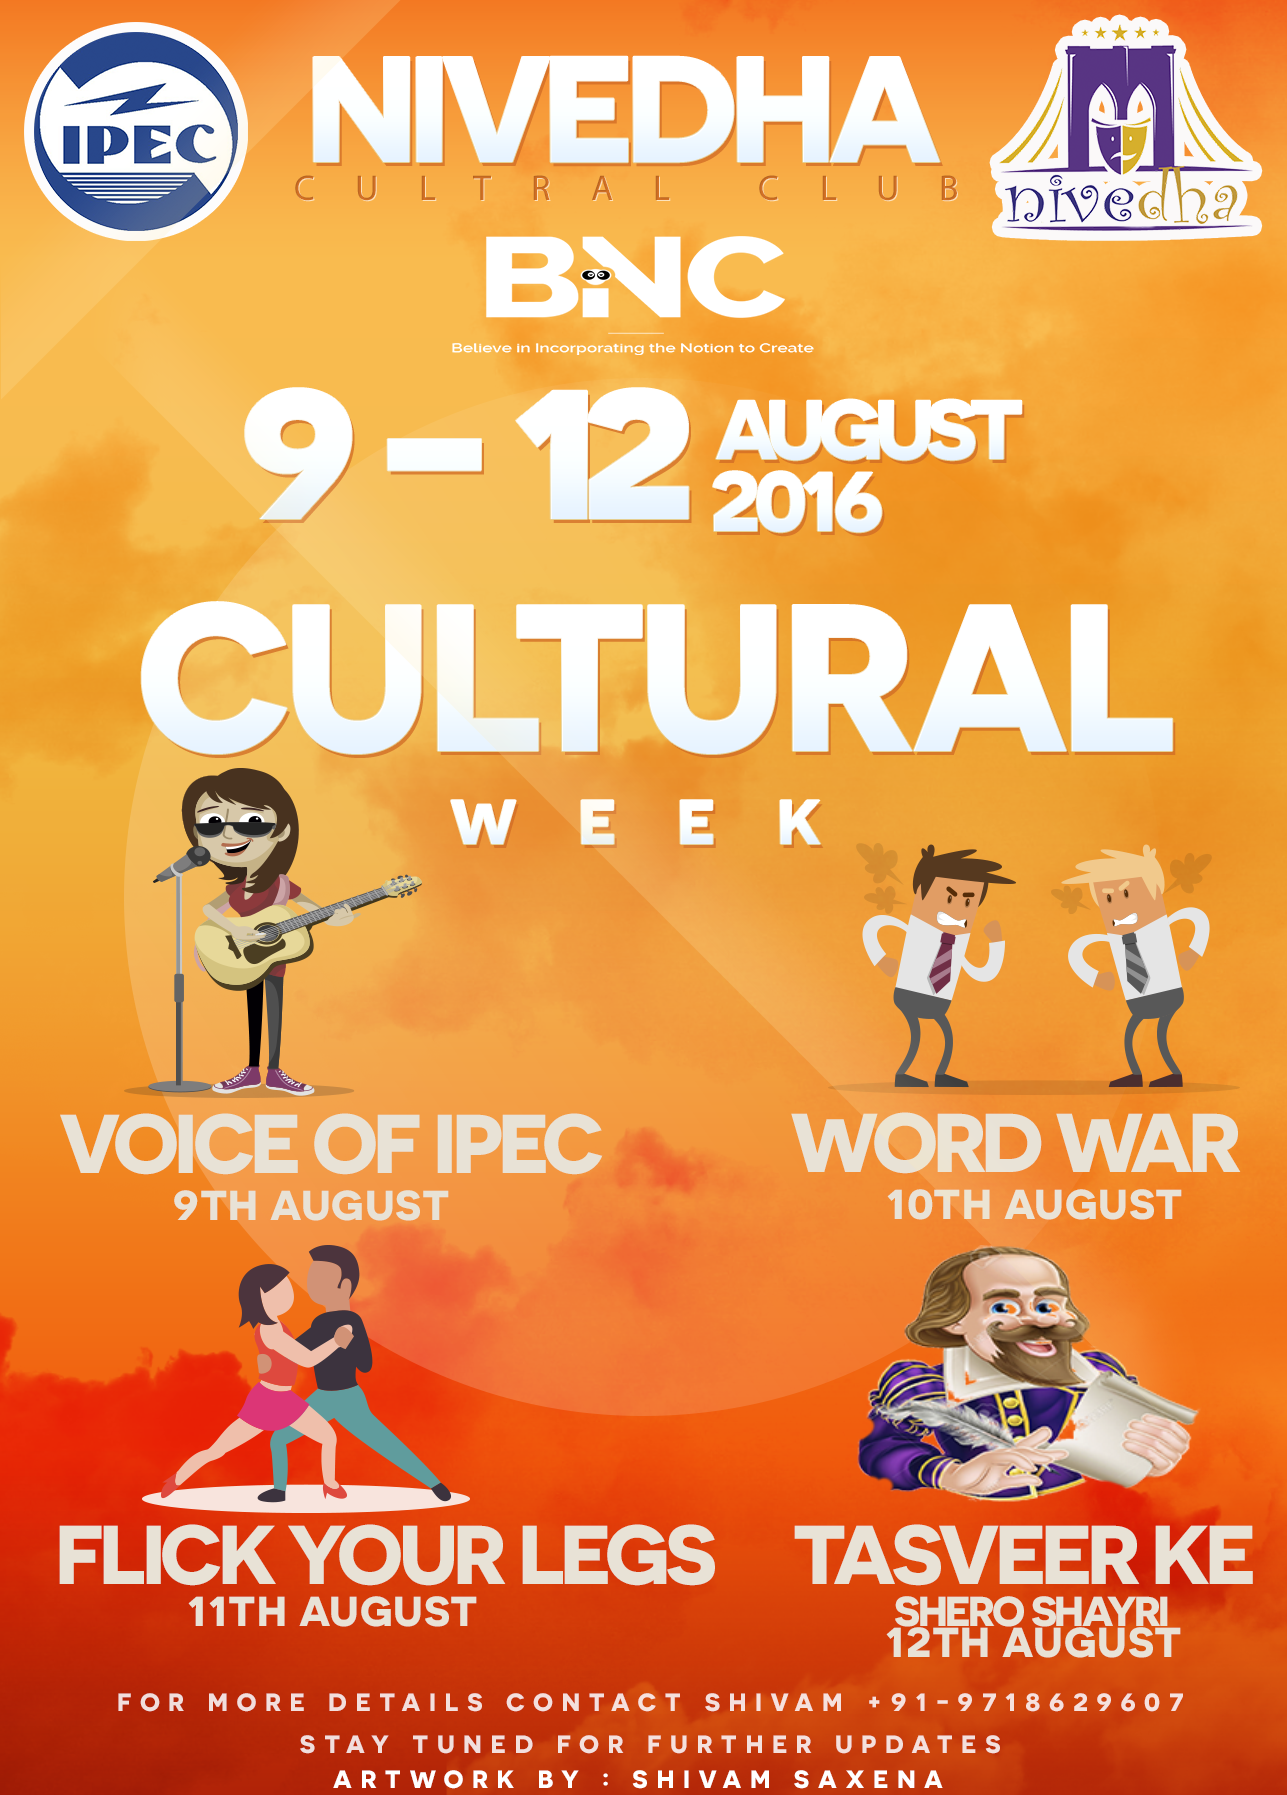 IPEC
NIVEDHA
CULTRAL CLUB
nivedha
BiNC
Believe in Incorporating the Notion to Create
9 – 12 AUGUST
2016
CULTURAL
WEEK
VOICE OF IPEC
9TH AUGUST
WORD WAR
10TH AUGUST
FLICK YOUR LEGS
11TH AUGUST
TASVEER KE
SHERO SHAYRI
12TH AUGUST
FOR MORE DETAILS CONTACT SHIVAM +91-9718629607
STAY TUNED FOR FURTHER UPDATES
ARTWORK BY : SHIVAM SAXENA